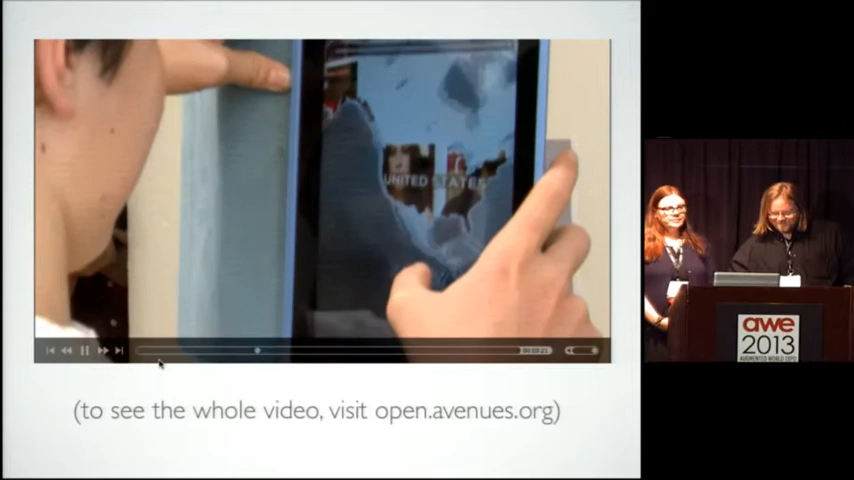 UNITED STATES
(to see the whole video, visit open.avenues.org)
awe
2013
AUGMENTED WORLD EXPO